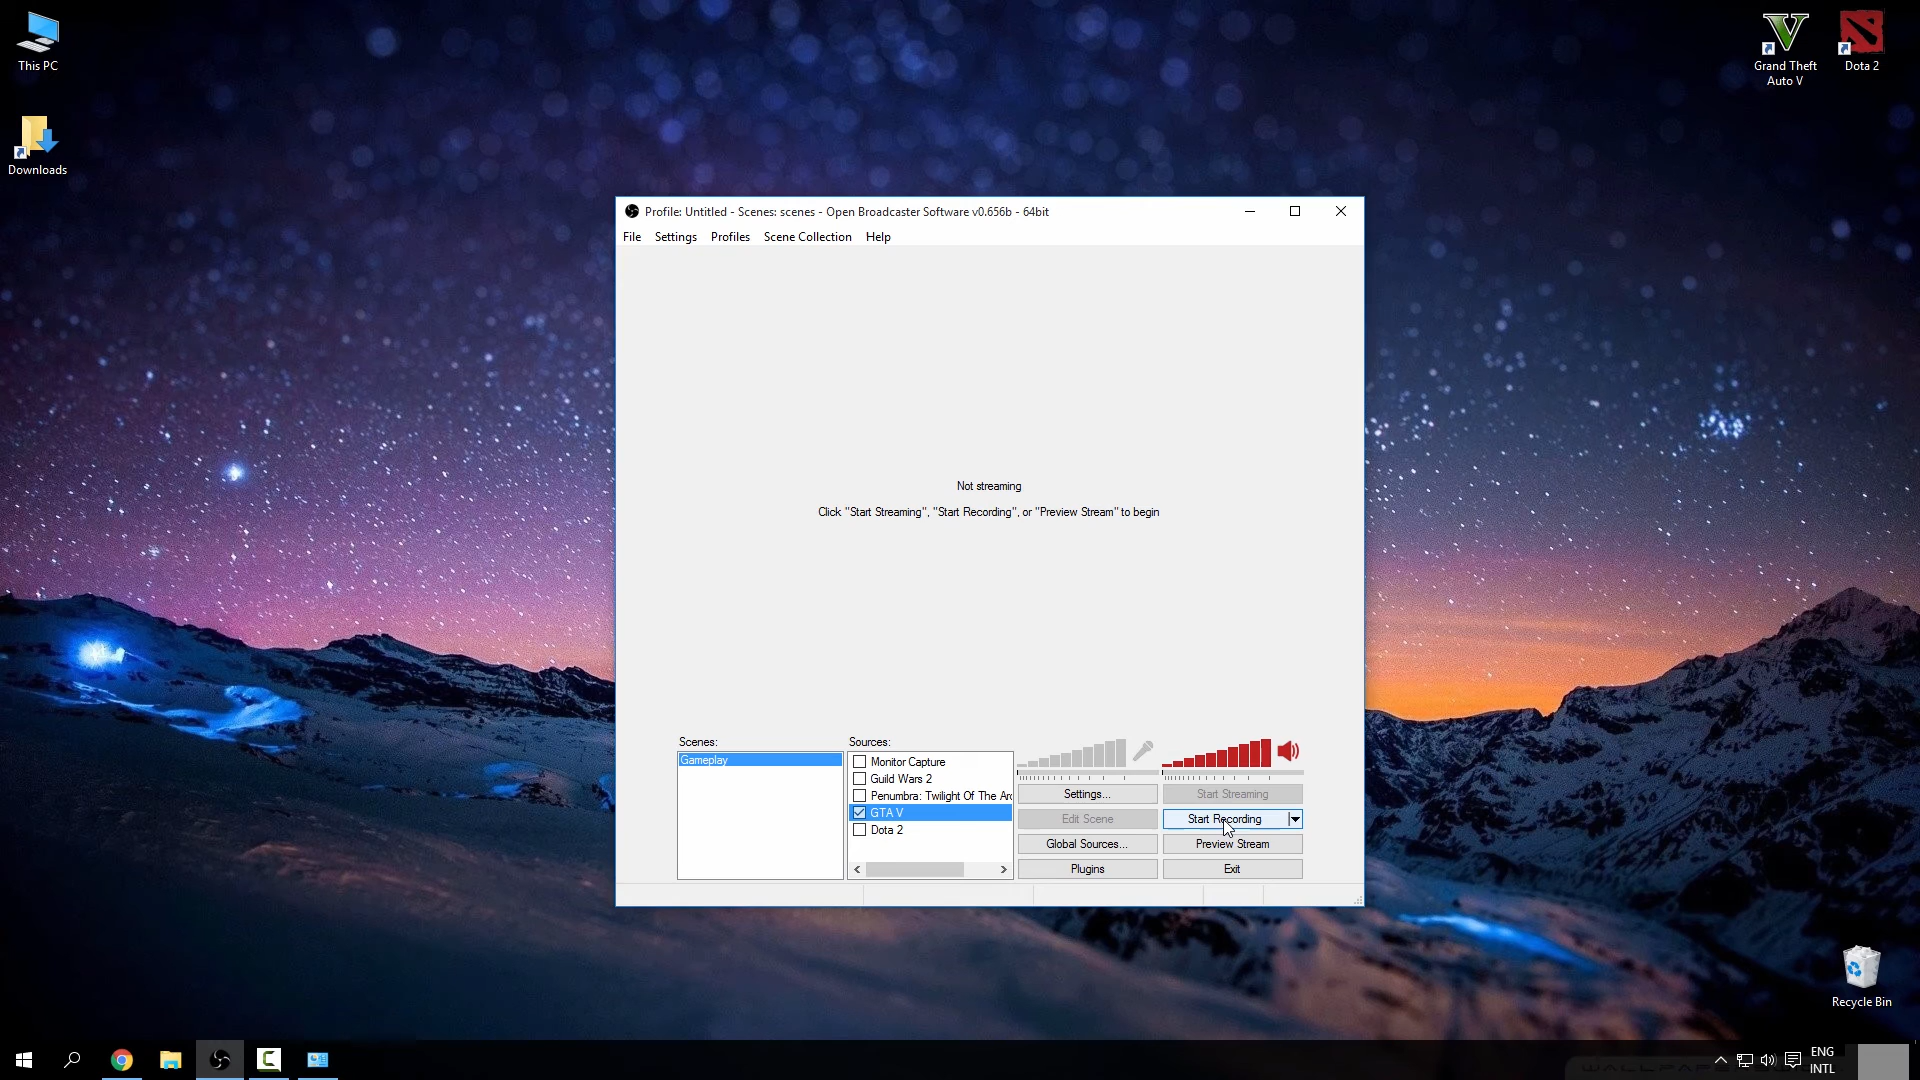 This PC
Downloads
Grand Theft
Auto V
Dota 2
Profile: Untitled - Scenes: scenes - Open Broadcaster Software v0.656b - 64bit
File Settings Profiles Scene Collection Help
Not streaming
Click "Start Streaming", "Start Recording", or "Preview Stream" to begin
Scenes:
Gameplay
Sources:
Monitor Capture
Guild Wars 2
Penumbra: Twilight Of The Arc
GTA V
Dota 2
Settings...
Start Streaming
Edit Scene
Start Recording
Global Sources...
Preview Stream
Plugins
Exit
Recycle Bin
ENG
INTL